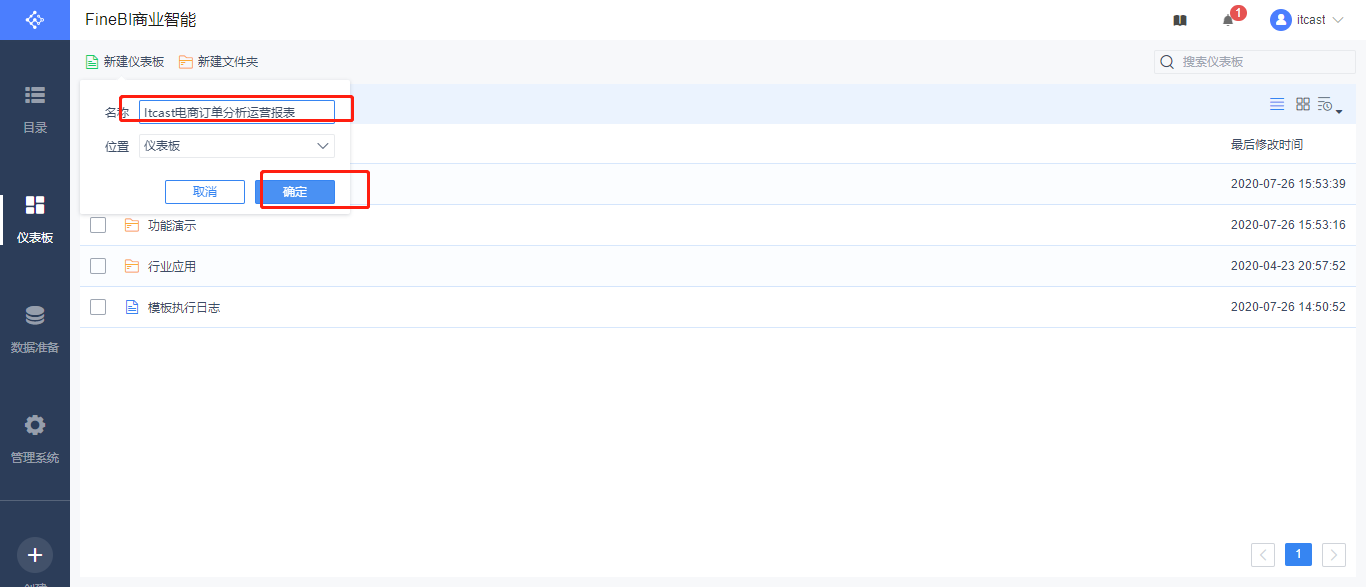 FineBI商业智能
1
itcast
新建仪表板
新建文件夹
搜索仪表板
名称
Itcast电商订单分析运营报表
位置
仪表板
取消
确定
最后修改时间
2020-07-26 15:53:39
功能演示
2020-07-26 15:53:16
行业应用
2020-04-23 20:57:52
模板执行日志
2020-07-26 14:50:52
目录
仪表板
数据准备
管理系统
1